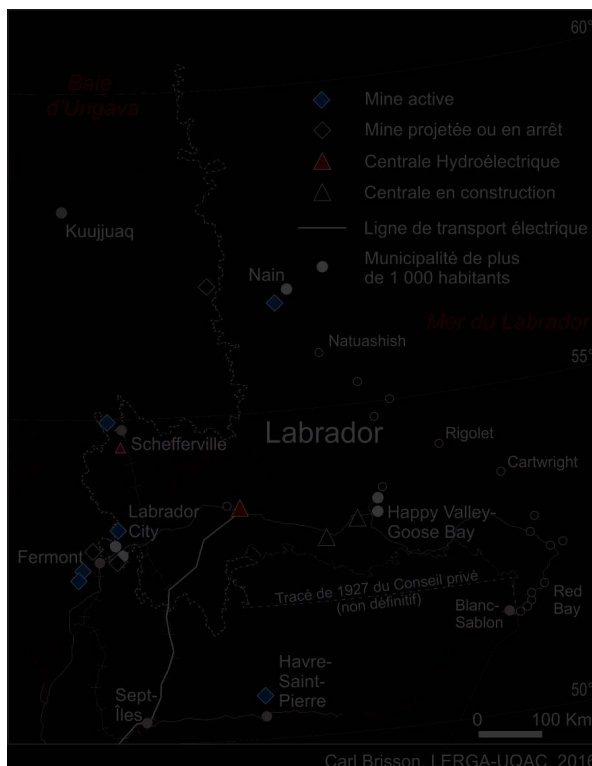 60°
Baie
d'Ungava
Mine active
Mine projetée ou en arrêt
Centrale Hydroélectrique
Centrale en construction
Ligne de transport électrique
Municipalité de plus
de 1 000 habitants
Kuujjuaq
Nain
Mer du Labrador
Natuashish
55°
Labrador
Schefferville
Rigolet
Cartwright
Labrador
City
Happy Valley-
Goose Bay
Fermont
Tracé de 1927 du Conseil privé
(non définitif)
Blanc-
Sablon
Red
Bay
Havre-
Saint-
Pierre
Sept-
Îles
50°
0 100 Km
Carl Brisson, LERGA-UQAC, 2016